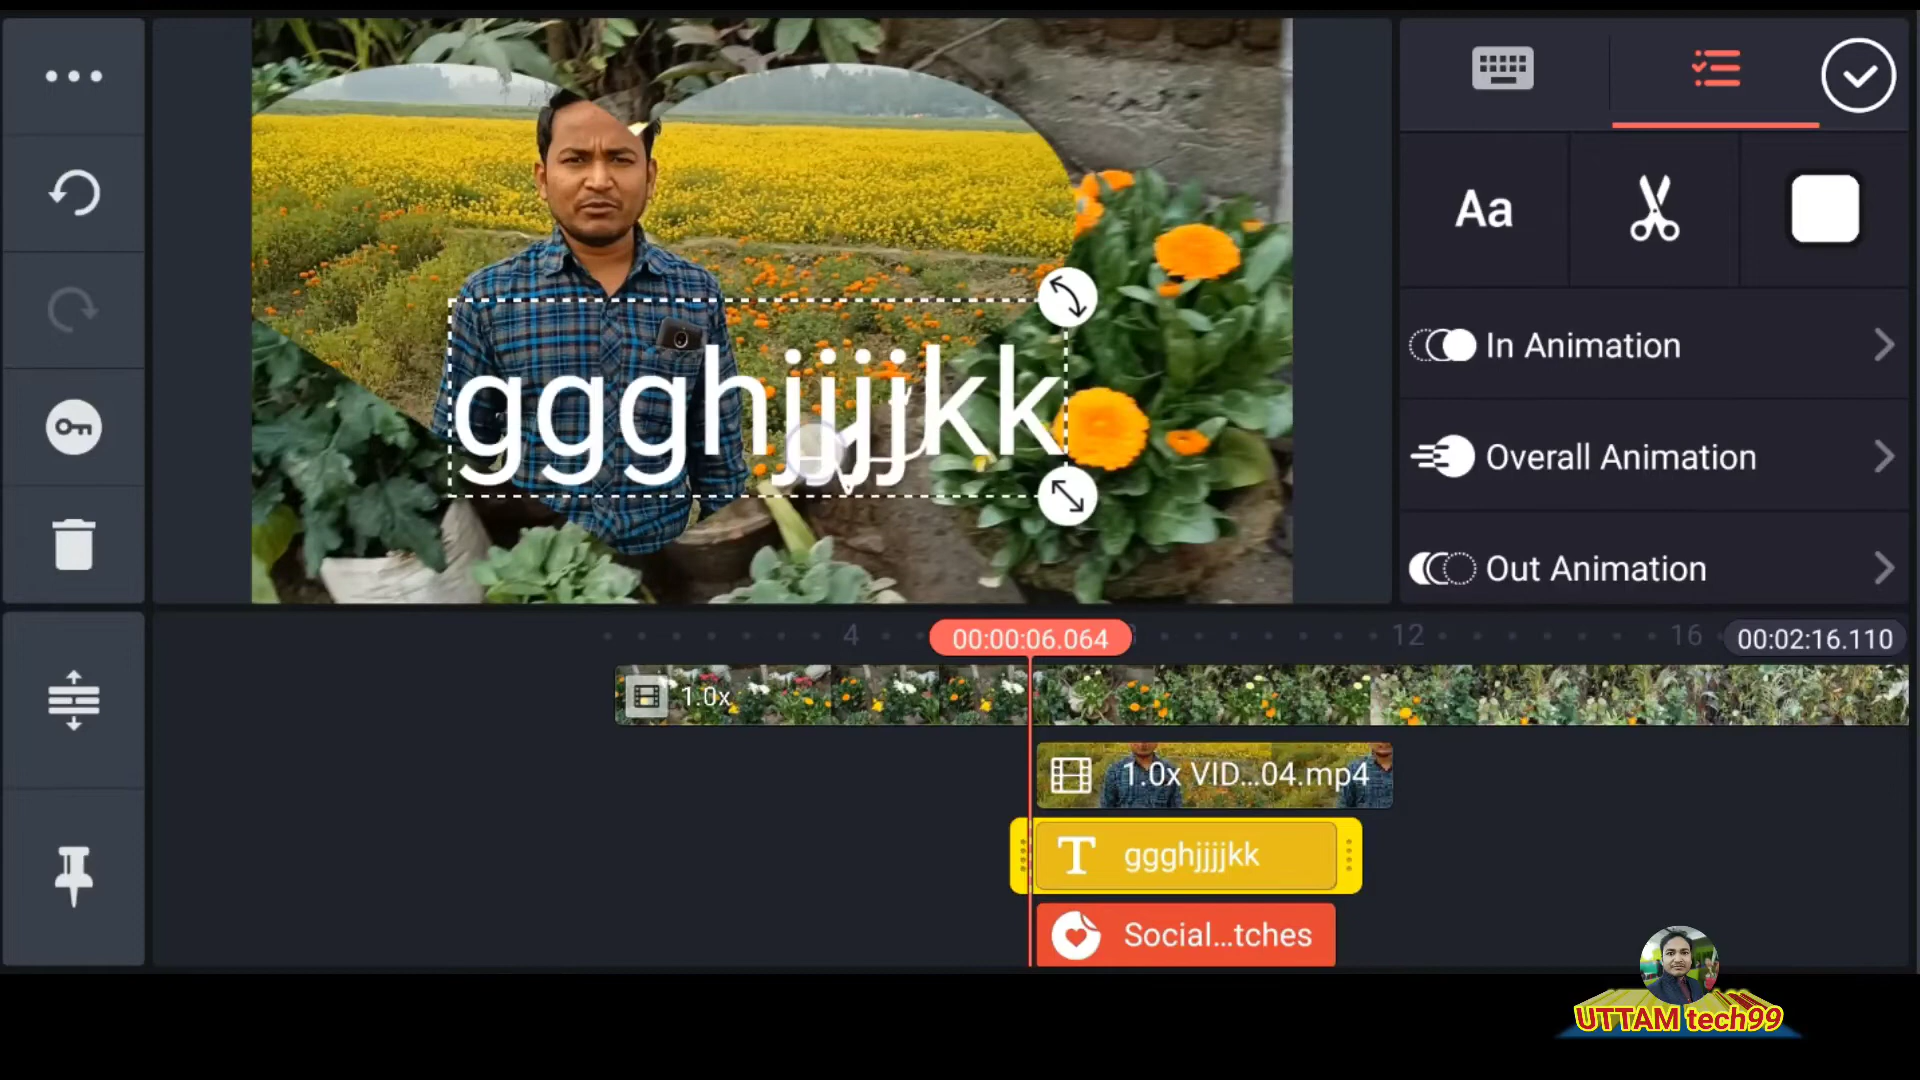 Aa
In Animation
Overall Animation
Out Animation
ggghjjjjkk
4
00:00:06.064
12
16
00:02:16.110
1.0x
1.0x VID...04.mp4
T ggghjjjjkk
Social...tches
UTTAM tech99